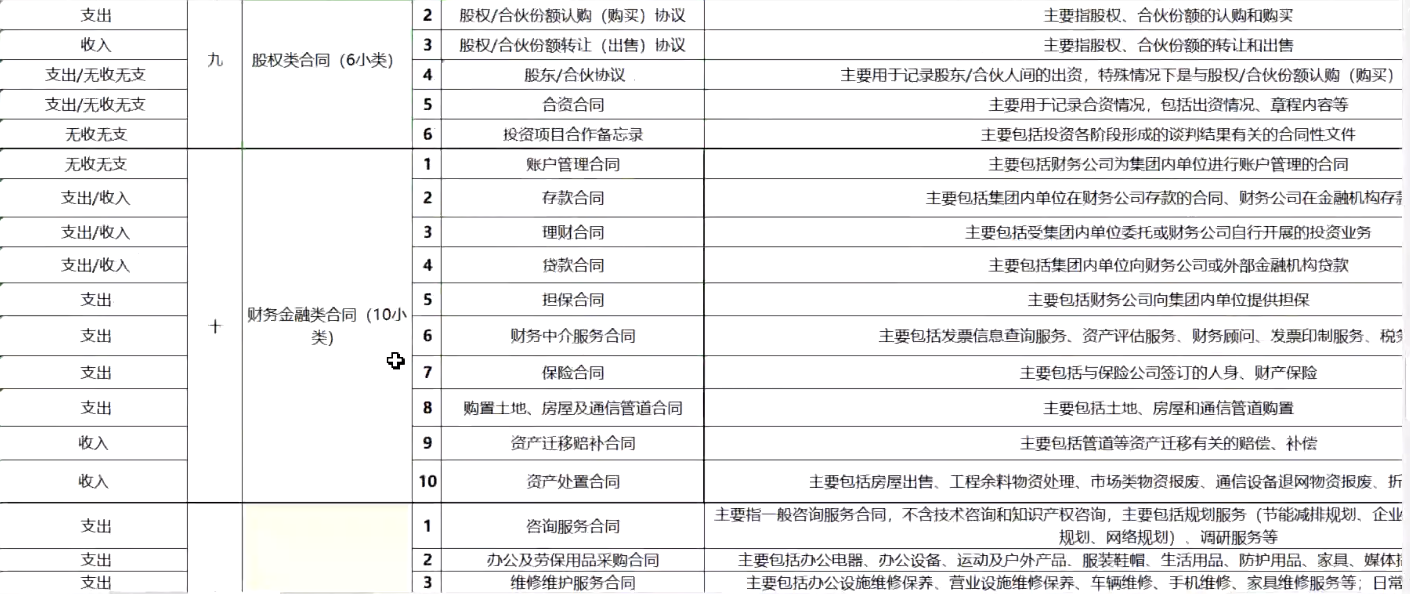 支出 2 股权/合伙份额认购（购买）协议 主要指股权、合伙份额的认购和购买
收入 九 股权类合同（6小类） 3 股权/合伙份额转让（出售）协议 主要指股权、合伙份额的转让和出售
支出/无收无支 4 股东/合伙协议 主要用于记录股东/合伙人间的出资，特殊情况下是与股权/合伙份额认购（购买）
支出/无收无支 5 合资合同 主要用于记录合资情况，包括出资情况、章程内容等
无收无支 6 投资项目合作备忘录 主要包括投资各阶段形成的谈判结果有关的合同性文件
无收无支 1 账户管理合同 主要包括财务公司为集团内单位进行账户管理的合同
支出/收入 2 存款合同 主要包括集团内单位在财务公司存款的合同、财务公司在金融机构存款
支出/收入 3 理财合同 主要包括受集团内单位委托或财务公司自行开展的投资业务
支出/收入 4 贷款合同 主要包括集团内单位向财务公司或外部金融机构贷款
支出 5 担保合同 主要包括财务公司向集团内单位提供担保
十 财务金融类合同（10小
类）
支出 6 财务中介服务合同 主要包括发票信息查询服务、资产评估服务、财务顾问、发票印制服务、税务
支出 7 保险合同 主要包括与保险公司签订的人身、财产保险
支出 8 购置土地、房屋及通信管道合同 主要包括土地、房屋和通信管道购置
收入 9 资产迁移赔补合同 主要包括管道等资产迁移有关的赔偿、补偿
收入 10 资产处置合同 主要包括房屋出售、工程余料物资处理、市场类物资报废、通信设备退网物资报废、折
支出 1 咨询服务合同 主要指一般咨询服务合同，不含技术咨询和知识产权咨询，主要包括规划服务（节能减排规划、企业
规划、网络规划）、调研服务等
支出 2 办公及劳保用品采购合同 主要包括办公电器、办公设备、运动及户外产品、服装鞋帽、生活用品、防护用品、家具、媒体
支出 3 维修维护服务合同 主要包括办公设施维修保养、营业设施维修保养、车辆维修、手机维修、家具维修服务等；日常